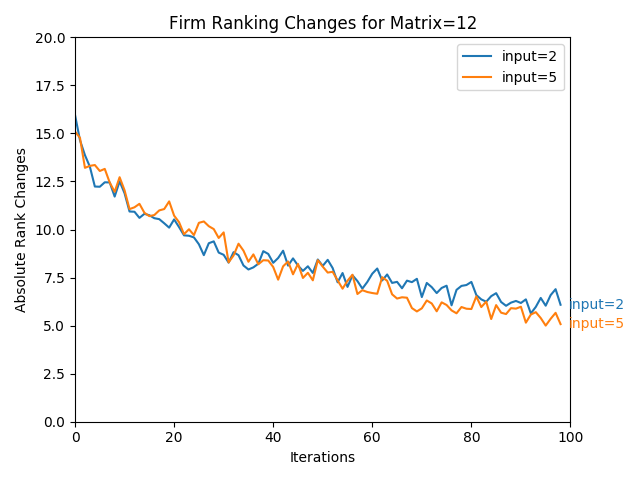 Firm Ranking Changes for Matrix=12
20.0
17.5
15.0
12.5
10.0
7.5
5.0
2.5
0.0
Absolute Rank Changes
input=2
input=5
input=2
input=5
0 20 40 60 80 100
Iterations